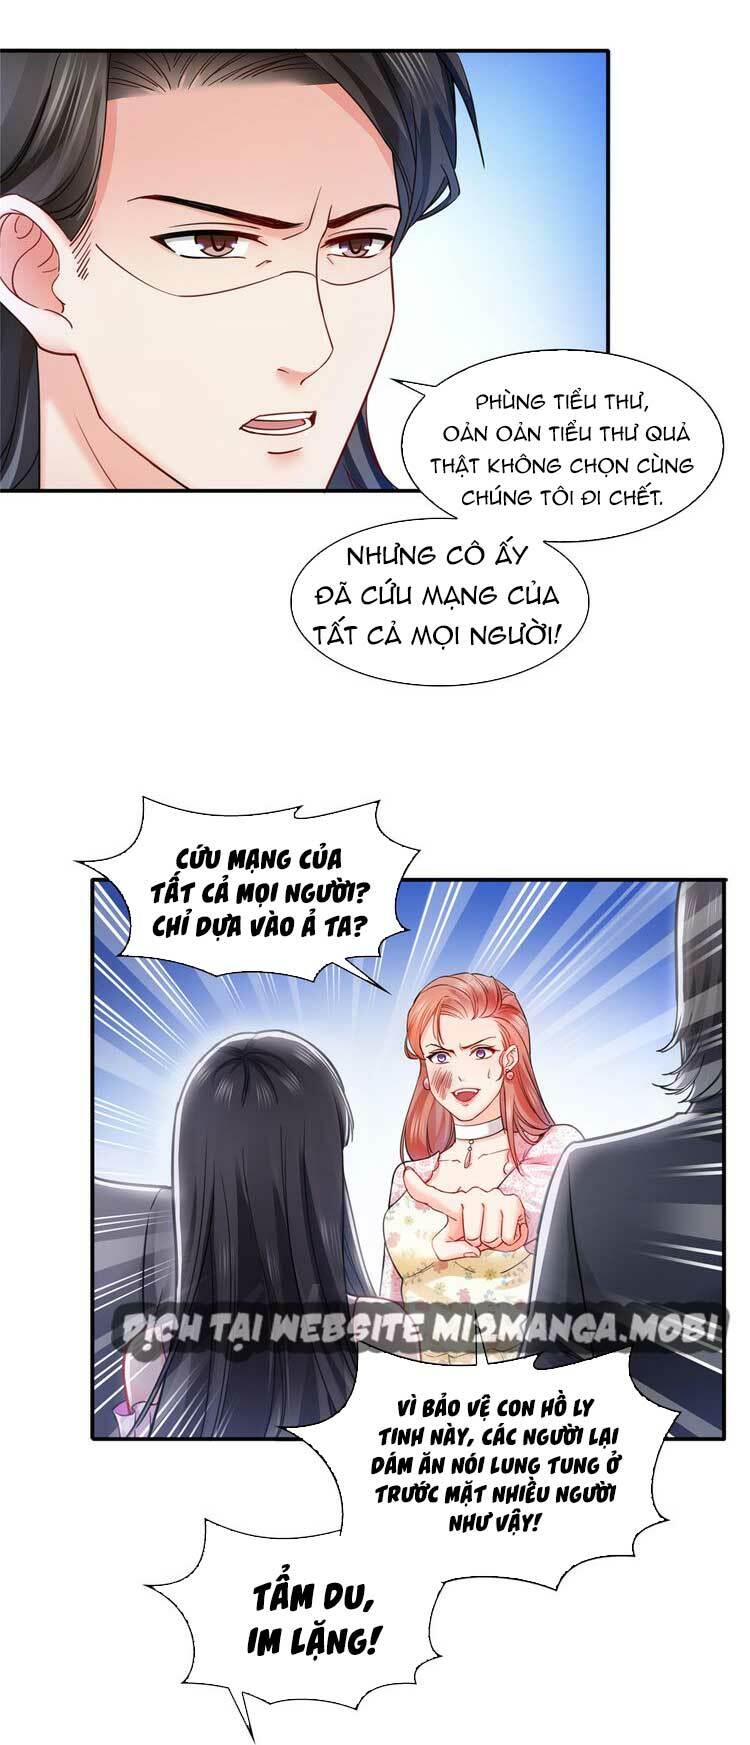 PHÙNG TIỂU THƯ,
OẢN OẢN TIỂU THƯ QUẢ
THẬT KHÔNG CHỌN CÙNG
CHÚNG TÔI ĐI CHẾT.
NHƯNG CÔ ẤY
ĐÃ CỨU MẠNG CỦA
TẤT CẢ MỌI NGƯỜI!
CỨU MẠNG CỦA
TẤT CẢ MỌI NGƯỜI?
CHỈ DỰA VÀO Ả TA?
DỊCH TẠI WEBSITE MI2MANGA.MOBI
VÌ BẢO VỆ CON HỒ LY
TINH NÀY, CÁC NGƯỜI LẠI
DÁM ĂN NÓI LUNG TUNG Ở
TRƯỚC MẶT NHIỀU NGƯỜI
NHƯ VẬY!
TẨM DU,
IM LẶNG!